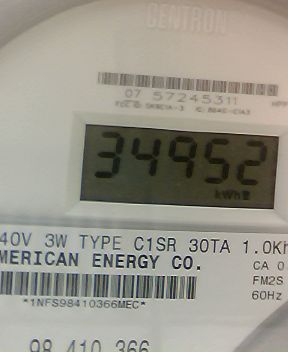 CENTRON
07 57245311
34952
kWh
40V 3W TYPE C1SR 30TA 1.0Kh
MERICAN ENERGY CO.
CA 0
FM2S
60Hz
*1NFS98410366MEC*
98 410 366